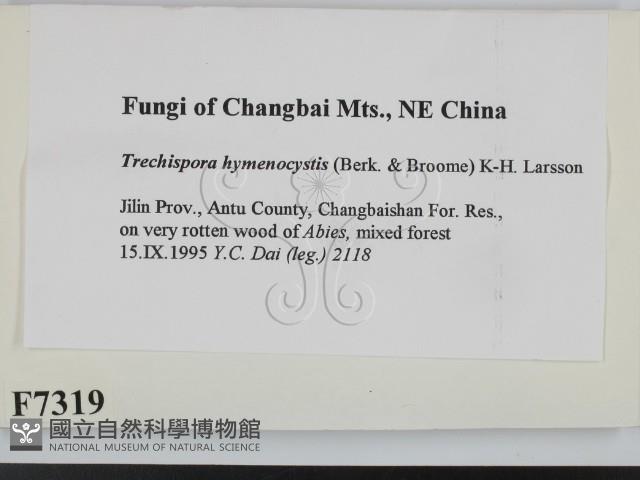 Fungi of Changbai Mts., NE China
Trechispora hymenocystis (Berk. & Broome) K-H. Larsson
Jilin Prov., Antu County, Changbaishan For. Res.,
on very rotten wood of Abies, mixed forest
15.IX.1995 Y.C. Dai (leg.) 2118
F7319
國立自然科學博物館
NATIONAL MUSEUM OF NATURAL SCIENCE